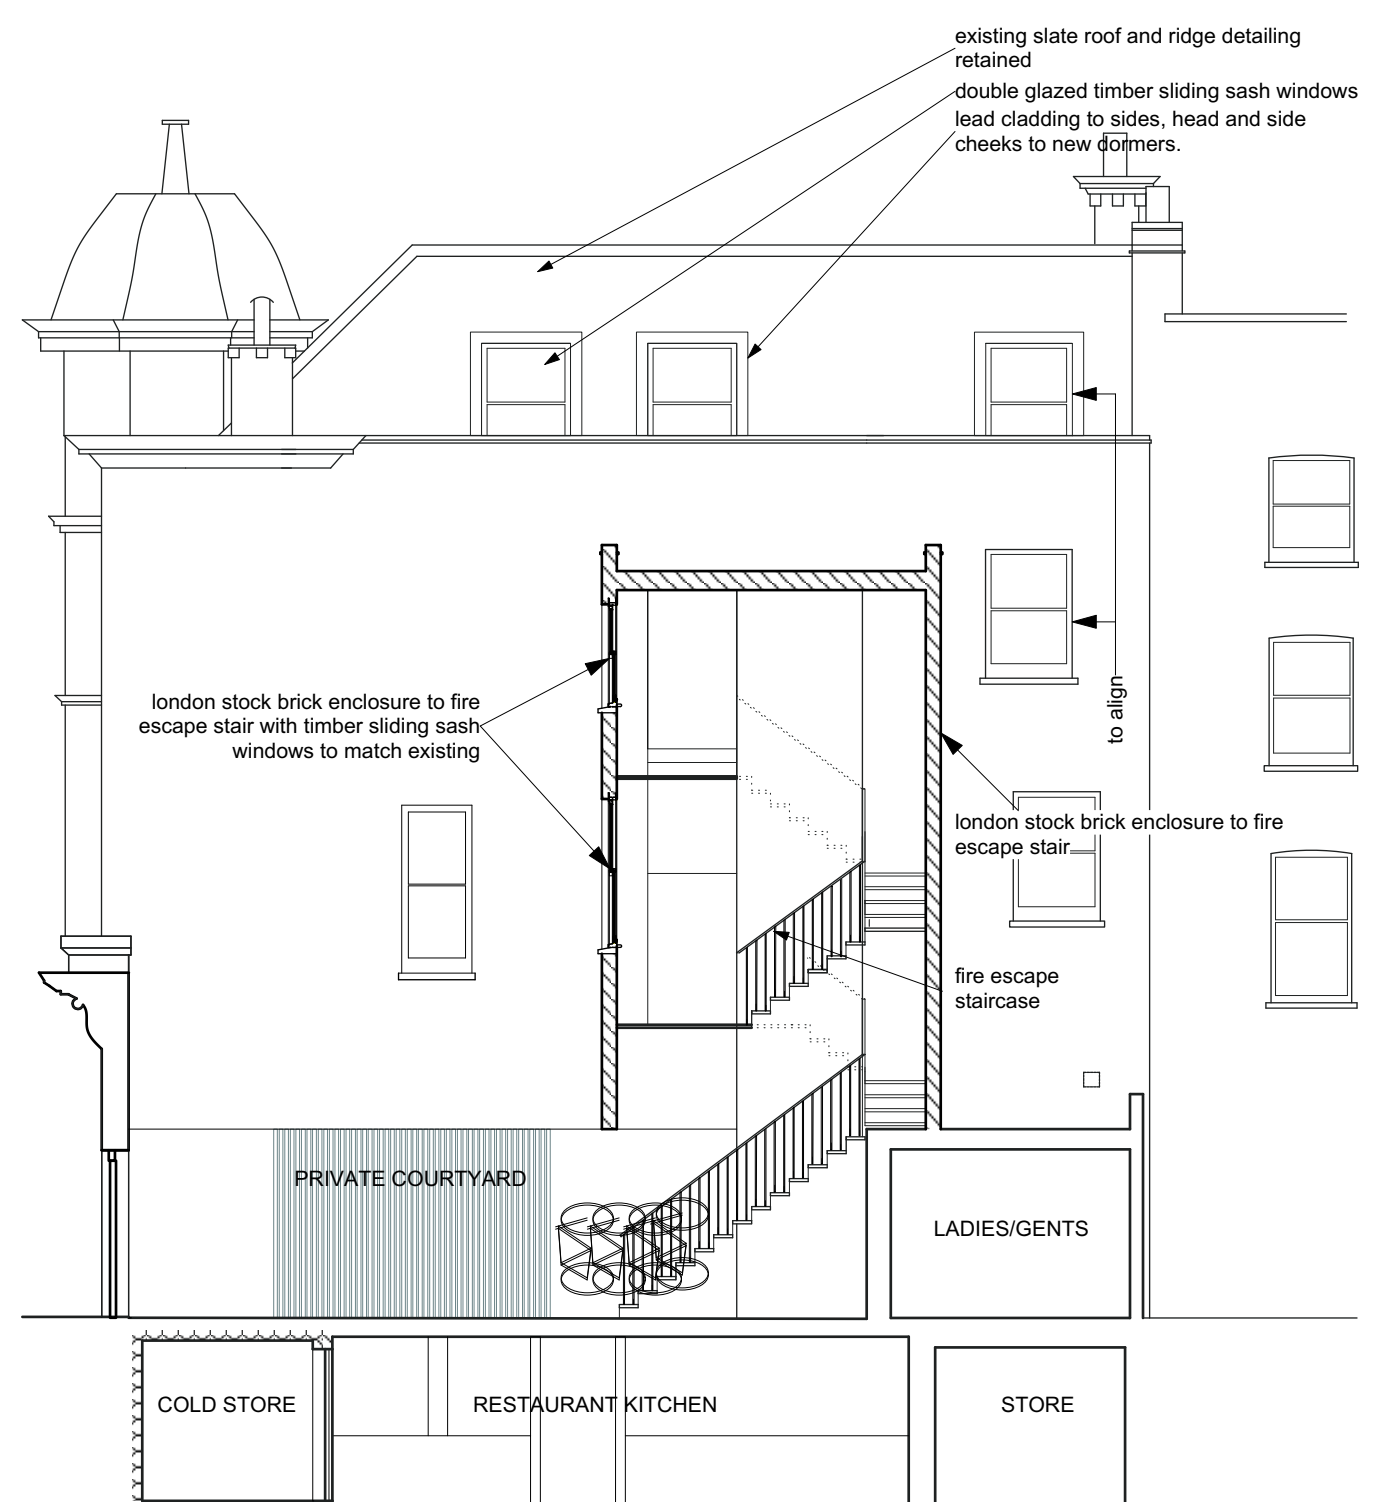 existing slate roof and ridge detailing
retained
double glazed timber sliding sash windows
lead cladding to sides, head and side
cheeks to new dormers.
to align
london stock brick enclosure to fire
escape stair with timber sliding sash
windows to match existing
london stock brick enclosure to fire
escape stair
fire escape
staircase
PRIVATE COURTYARD
LADIES/GENTS
COLD STORE
RESTAURANT KITCHEN
STORE